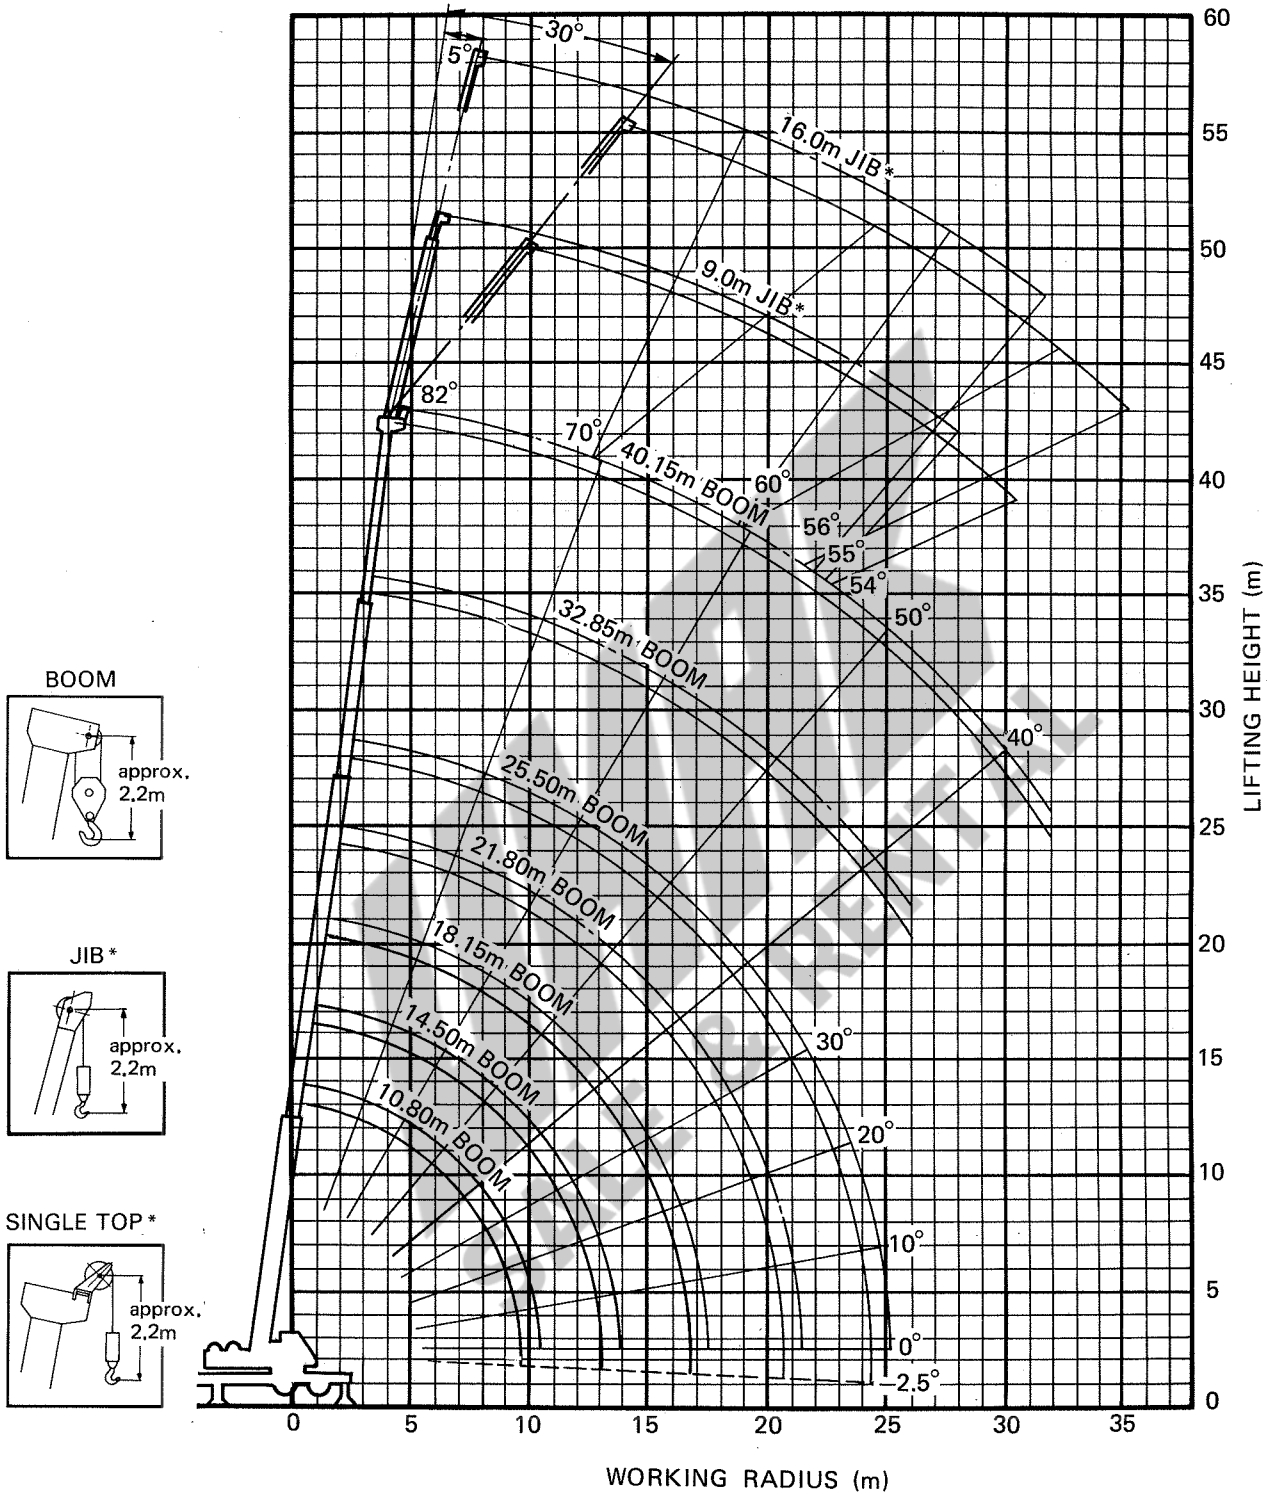 60
30°
5°
16.0m JIB*
55
50
9.0m JIB*
45
82°
70°
40.15m BOOM
60°
40
56°
55°
54°
50°
35
32.85m BOOM
LIFTING HEIGHT (m)
BOOM
approx.
2.2m
30
40°
25.50m BOOM
25
21.80m BOOM
20
18.15m BOOM
JIB*
approx.
2.2m
14.50m BOOM
30°
15
10.80m BOOM
20°
10
SINGLE TOP*
approx.
2.2m
10°
5
0°
-2.5°
0
0 5 10 15 20 25 30 35
WORKING RADIUS (m)
SALE & RENTAL